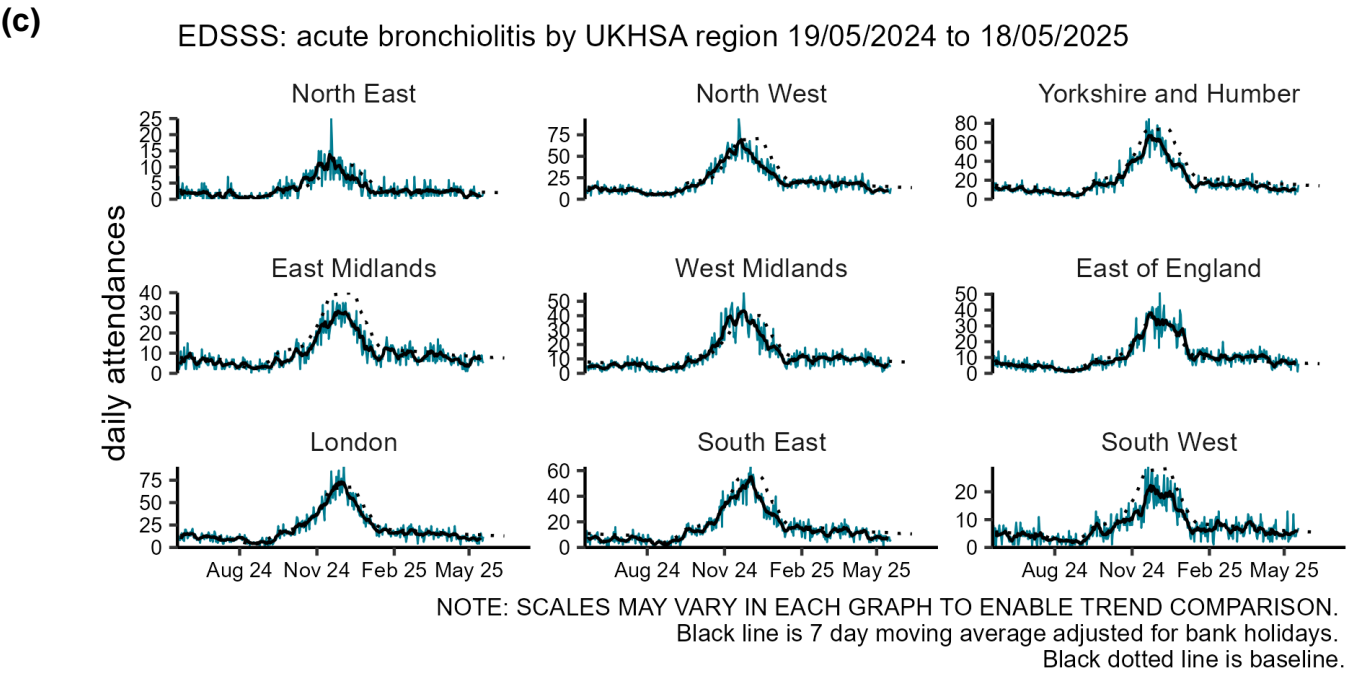 (c)
EDSSS: acute bronchiolitis by UKHSA region 19/05/2024 to 18/05/2025
daily attendances
North East
25
20
15
10
5
0
North West
75
50
25
0
Yorkshire and Humber
80
60
40
20
0
East Midlands
40
30
20
10
0
West Midlands
50
40
30
20
10
0
East of England
50
40
30
20
10
0
London
75
50
25
0
Aug 24 Nov 24 Feb 25 May 25
South East
60
40
20
0
Aug 24 Nov 24 Feb 25 May 25
South West
20
10
0
Aug 24 Nov 24 Feb 25 May 25
NOTE: SCALES MAY VARY IN EACH GRAPH TO ENABLE TREND COMPARISON.
Black line is 7 day moving average adjusted for bank holidays.
Black dotted line is baseline.